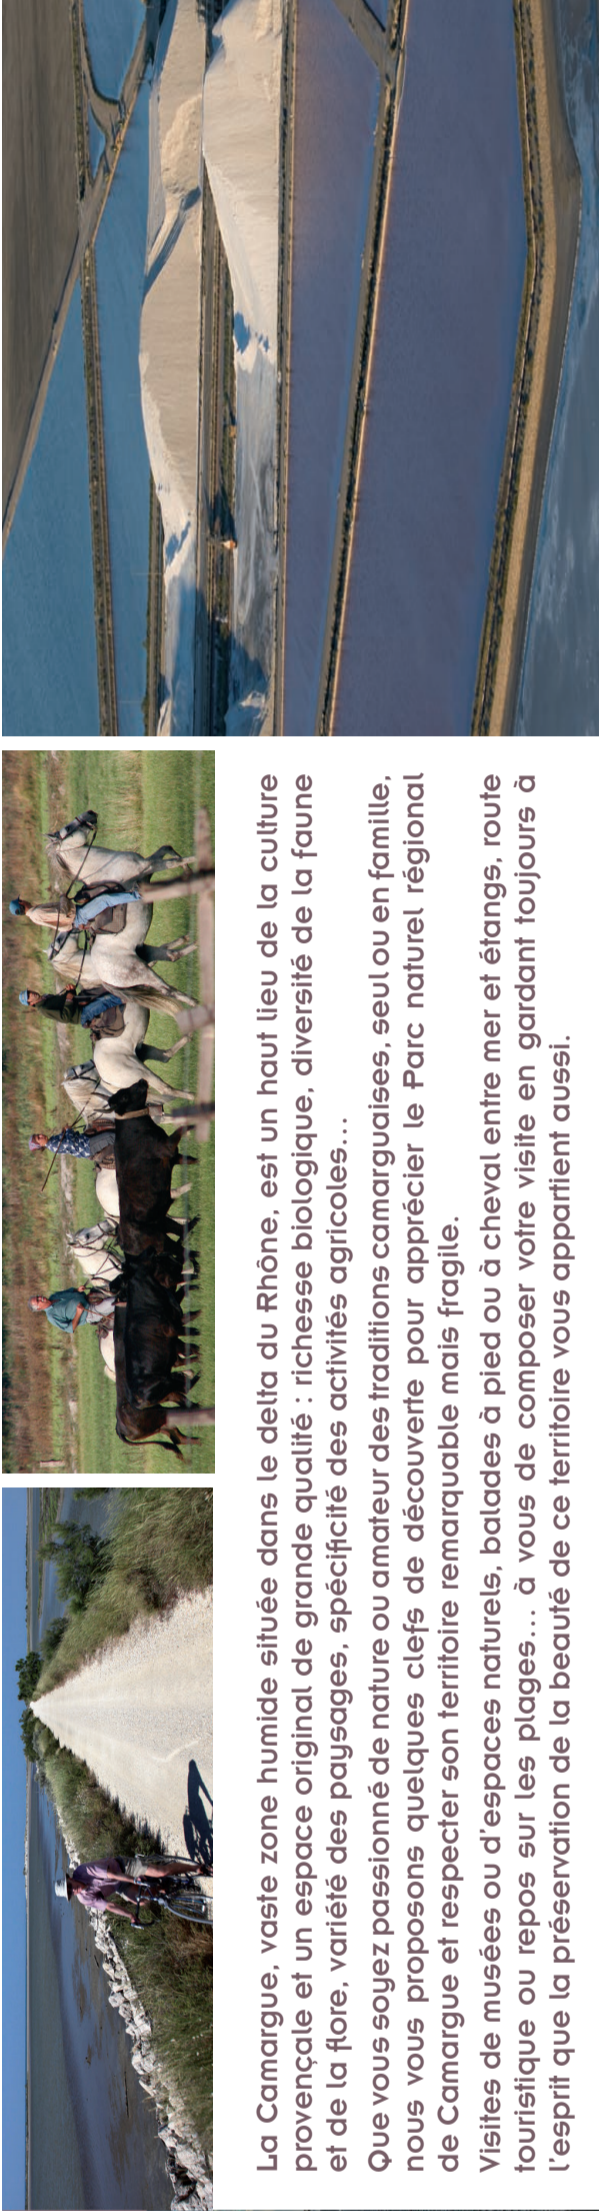 La Camargue, vaste zone humide située dans le delta du Rhône, est un haut lieu de la culture
provençale et un espace original de grande qualité : richesse biologique, diversité de la faune
et de la flore, variété des paysages, spécificité des activités agricoles...
Que vous soyez passionné de nature ou amateur des traditions camarguaises, seul ou en famille,
nous vous proposons quelques clefs de découverte pour apprécier le Parc naturel régional
de Camargue et respecter son territoire remarquable mais fragile.
Visites de musées ou d'espaces naturels, balades à pied ou à cheval entre mer et étangs, route
touristique ou repos sur les plages... à vous de composer votre visite en gardant toujours à
l'esprit que la préservation de la beauté de ce territoire vous appartient aussi.